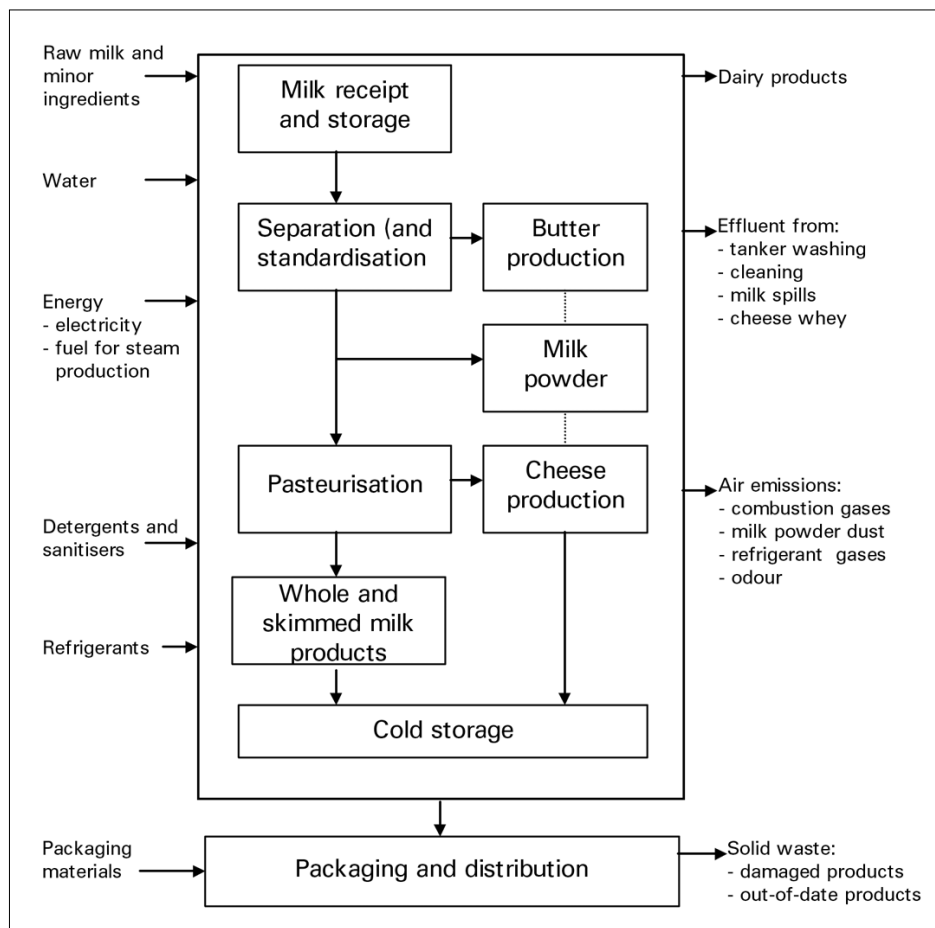 Raw milk and
minor
ingredients
Water
Energy
- electricity
- fuel for steam
production
Detergents and
sanitisers
Refrigerants
Packaging
materials
Milk receipt
and storage
Separation (and
standardisation
Butter
production
Milk
powder
Pasteurisation
Cheese
production
Whole and
skimmed milk
products
Cold storage
Packaging and distribution
Dairy products
Effluent from:
- tanker washing
- cleaning
- milk spills
- cheese whey
Air emissions:
- combustion gases
- milk powder dust
- refrigerant gases
- odour
Solid waste:
- damaged products
- out-of-date products